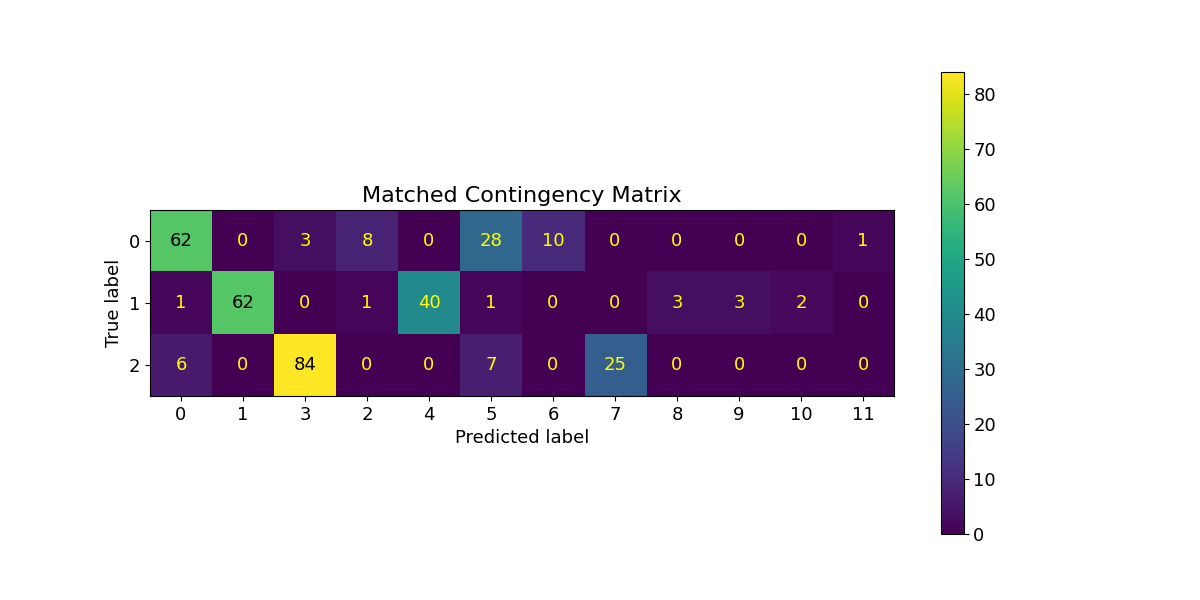 Matched Contingency Matrix
True label
0 62 0 3 8 0 28 10 0 0 0 0 1
1 1 62 0 1 40 1 0 0 3 3 2 0
2 6 0 84 0 0 7 0 25 0 0 0 0
0 1 3 2 4 5 6 7 8 9 10 11
Predicted label
80
70
60
50
40
30
20
10
0